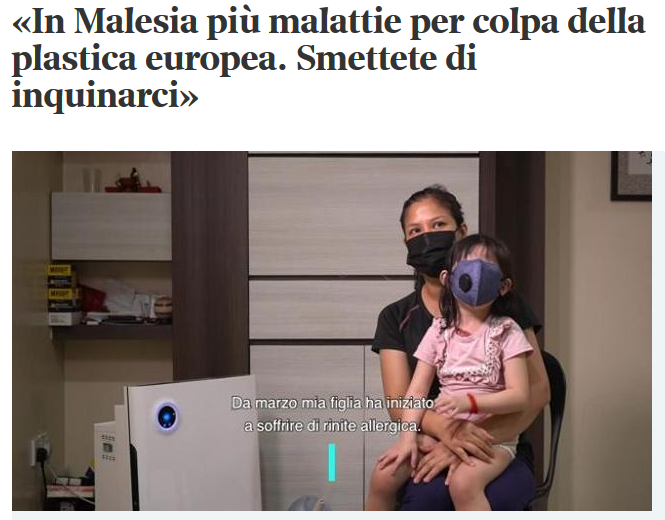 «In Malesia più malattie per colpa della
plastica europea. Smettete di
inquinarci»
Da marzo mia figlia ha iniziato
a soffrire di rinite allergica.